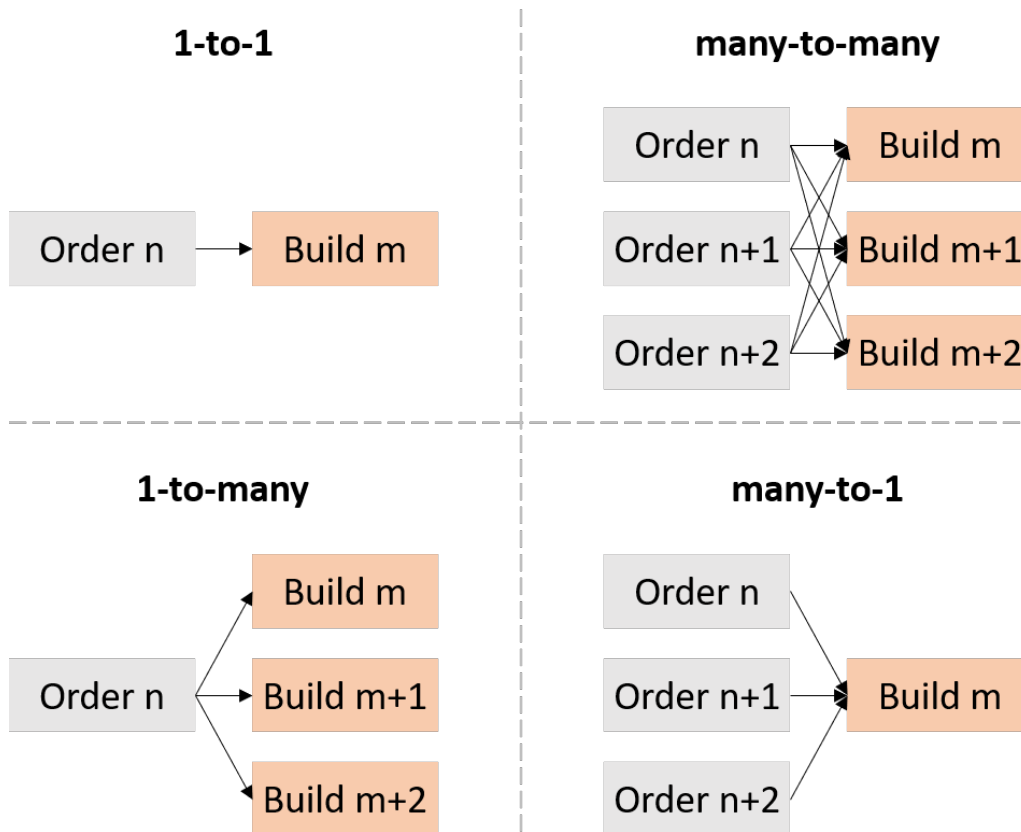 1-to-1
Order n
Build m
many-to-many
Order n
Build m
Order n+1
Build m+1
Order n+2
Build m+2
1-to-many
Build m
Order n
Build m+1
Build m+2
many-to-1
Order n
Order n+1
Build m
Order n+2